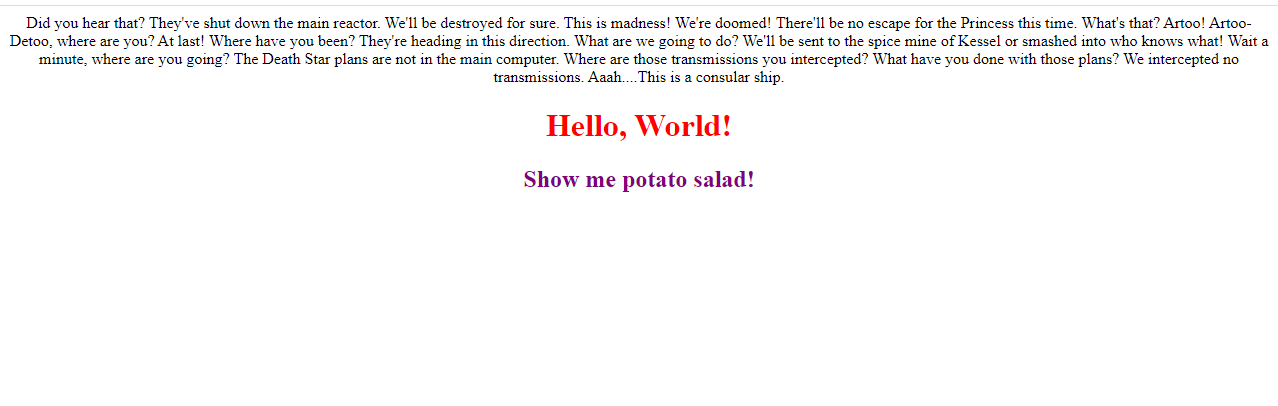 Did you hear that? They've shut down the main reactor. We'll be destroyed for sure. This is madness! We're doomed! There'll be no escape for the Princess this time. What's that? Artoo! Artoo-
Detoo, where are you? At last! Where have you been? They're heading in this direction. What are we going to do? We'll be sent to the spice mine of Kessel or smashed into who knows what! Wait a
minute, where are you going? The Death Star plans are not in the main computer. Where are those transmissions you intercepted? What have you done with those plans? We intercepted no
transmissions. Aaah....This is a consular ship.
Hello, World!
Show me potato salad!